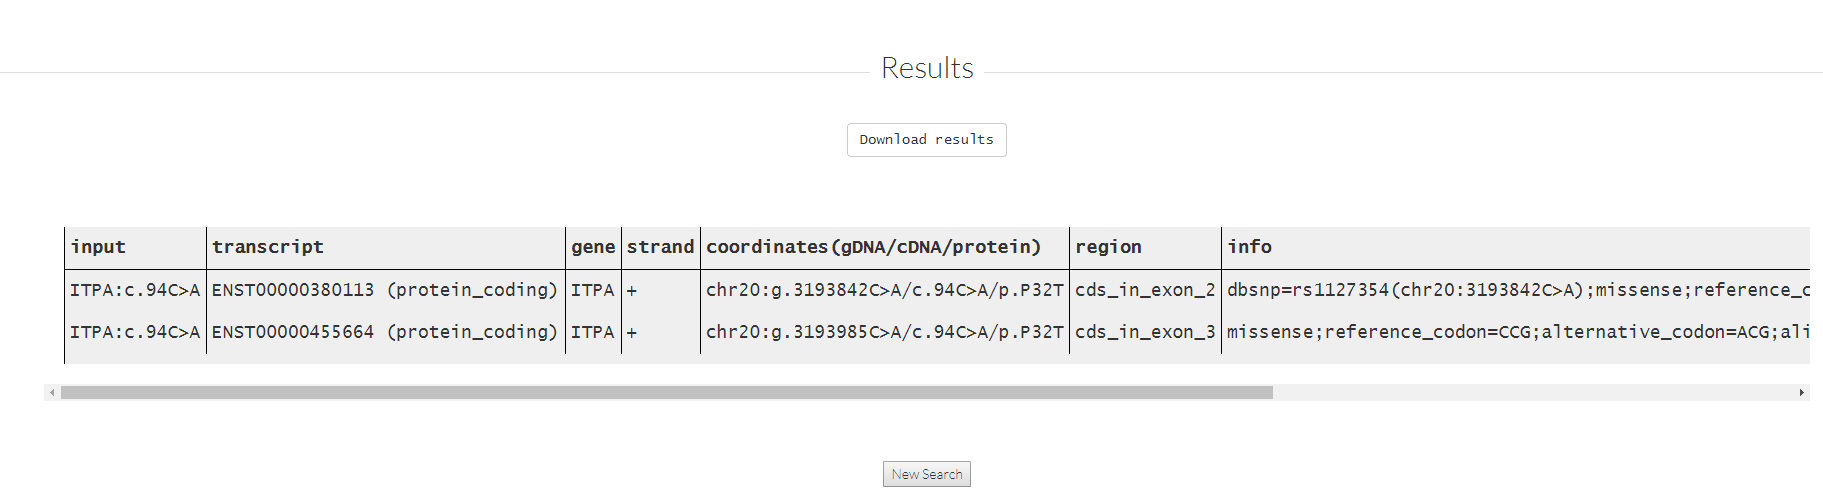 Results
Download results
input transcript gene strand coordinates(gDNA/cDNA/protein) region info
ITPA:c.94C>A ENST00000380113 (protein_coding) ITPA + chr20:g.3193842C>A/c.94C>A/p.P32T cds_in_exon_2 dbsnp=rs1127354(chr20:3193842C>A);missense;reference_c
ITPA:c.94C>A ENST00000455664 (protein_coding) ITPA + chr20:g.3193985C>A/c.94C>A/p.P32T cds_in_exon_3 missense;reference_codon=CCG;alternative_codon=ACG;ali
New Search